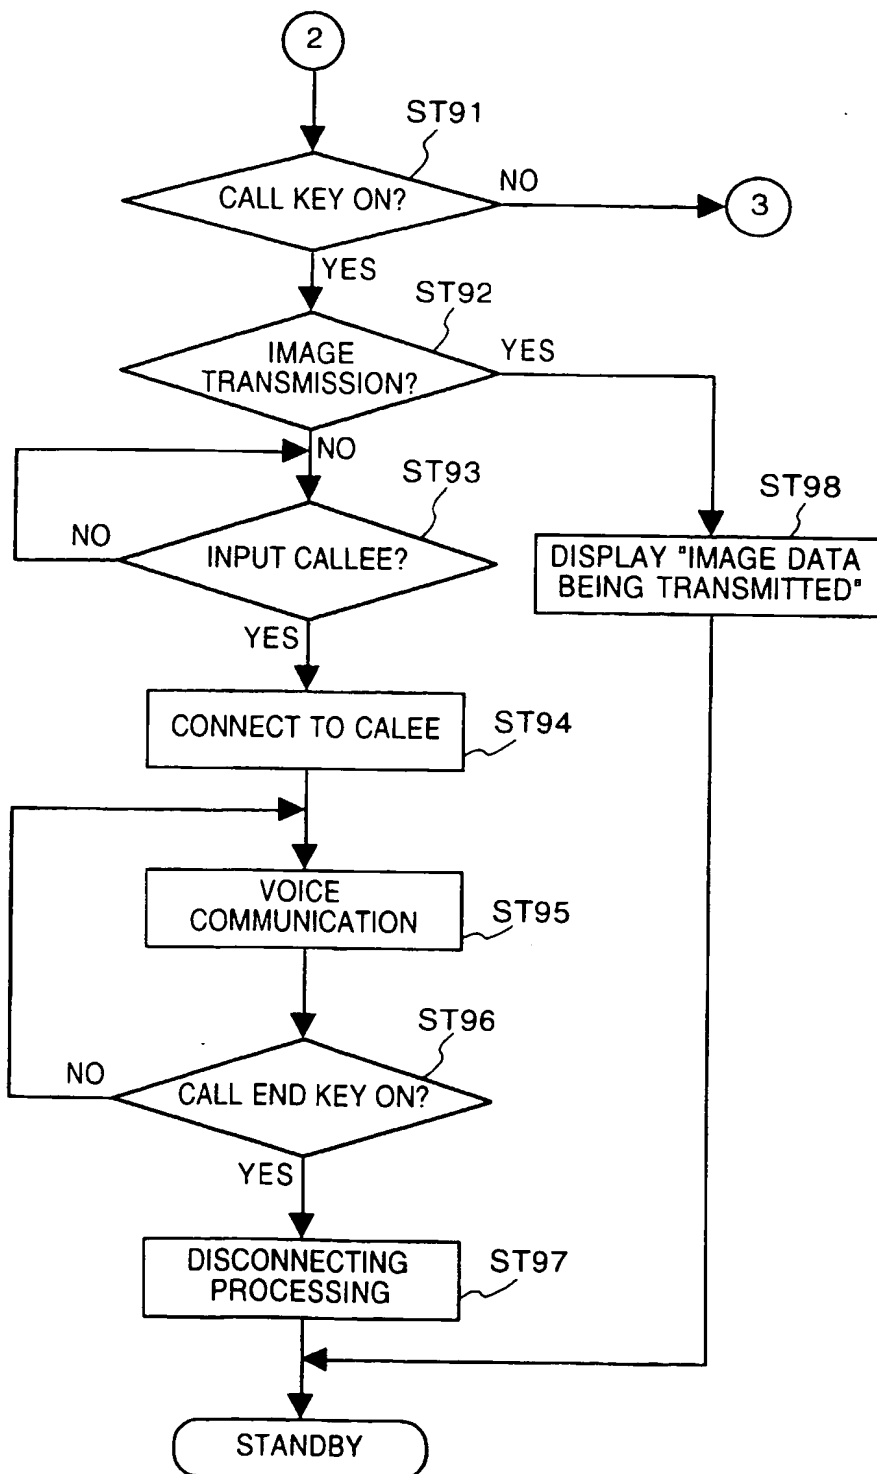 2
ST91
CALL KEY ON?
NO
3
YES
ST92
IMAGE
TRANSMISSION?
YES
NO
ST93
NO
INPUT CALLEE?
ST98
DISPLAY "IMAGE DATA
BEING TRANSMITTED"
YES
CONNECT TO CALEE
ST94
VOICE
COMMUNICATION
ST95
ST96
NO
CALL END KEY ON?
YES
DISCONNECTING
PROCESSING
ST97
STANDBY